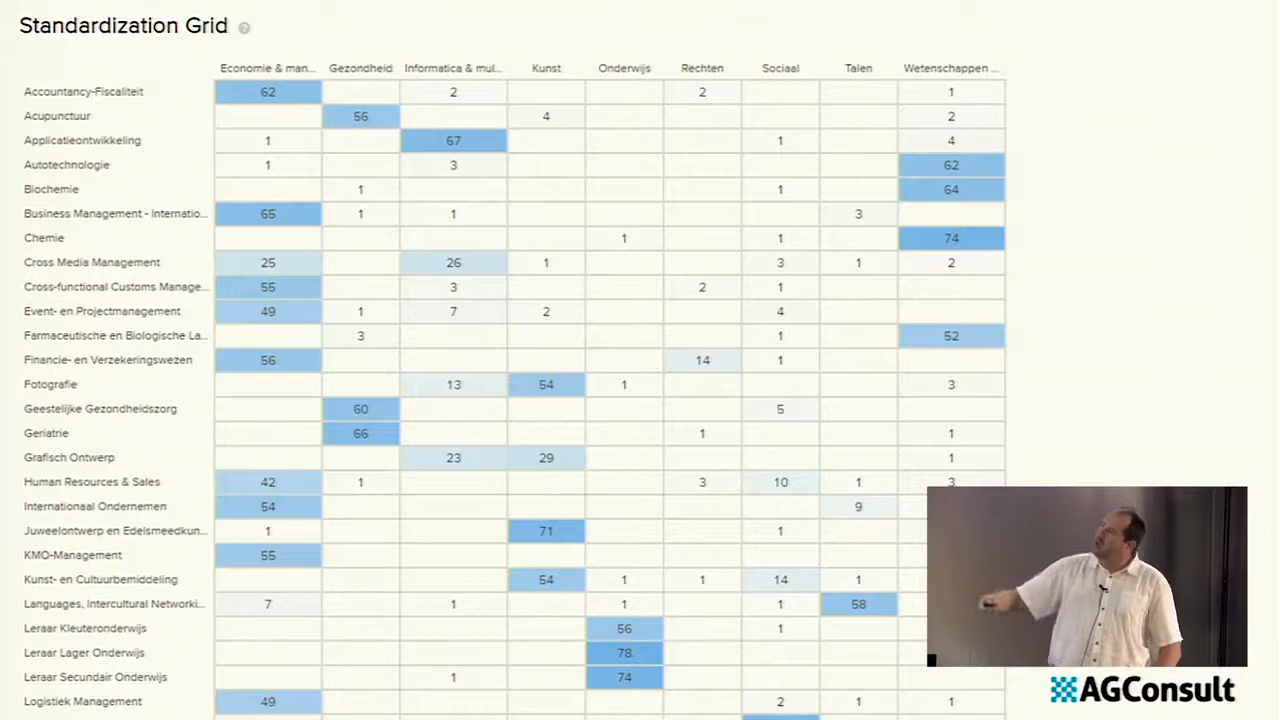 Standardization Grid ?
Economie & man... Gezondheid Informatica & mul... Kunst Onderwijs Rechten Sociaal Talen Wetenschappen ...
Accountancy-Fiscaliteit 62 2 2 1
Acupunctuur 56 4 2
Applicatieontwikkeling 1 67 1 4
Autotechnologie 1 3 62
Biochemie 1 1 64
Business Management - Internatio... 65 1 1 3
Chemie 1 1 74
Cross Media Management 25 26 1 3 1 2
Cross-functional Customs Manage... 55 3 2 1
Event- en Projectmanagement 49 1 7 2 4
Farmaceutische en Biologische La... 3 1 52
Financie- en Verzekeringswezen 56 14 1
Fotografie 13 54 1 3
Geestelijke Gezondheidszorg 60 5
Geriatrie 66 1 1
Grafisch Ontwerp 23 29 1
Human Resources & Sales 42 1 3 10 1 3
Internationaal Ondernemen 54 9
Juweelontwerp en Edelsmeedkun... 1 71 1
KMO-Management 55
Kunst- en Cultuurbemiddeling 54 1 1 14 1
Languages, Intercultural Networki... 7 1 1 1 58
Leraar Kleuteronderwijs 56 1
Leraar Lager Onderwijs 78
Leraar Secundair Onderwijs 1 74
Logistiek Management 49 2 1 1
AGConsult